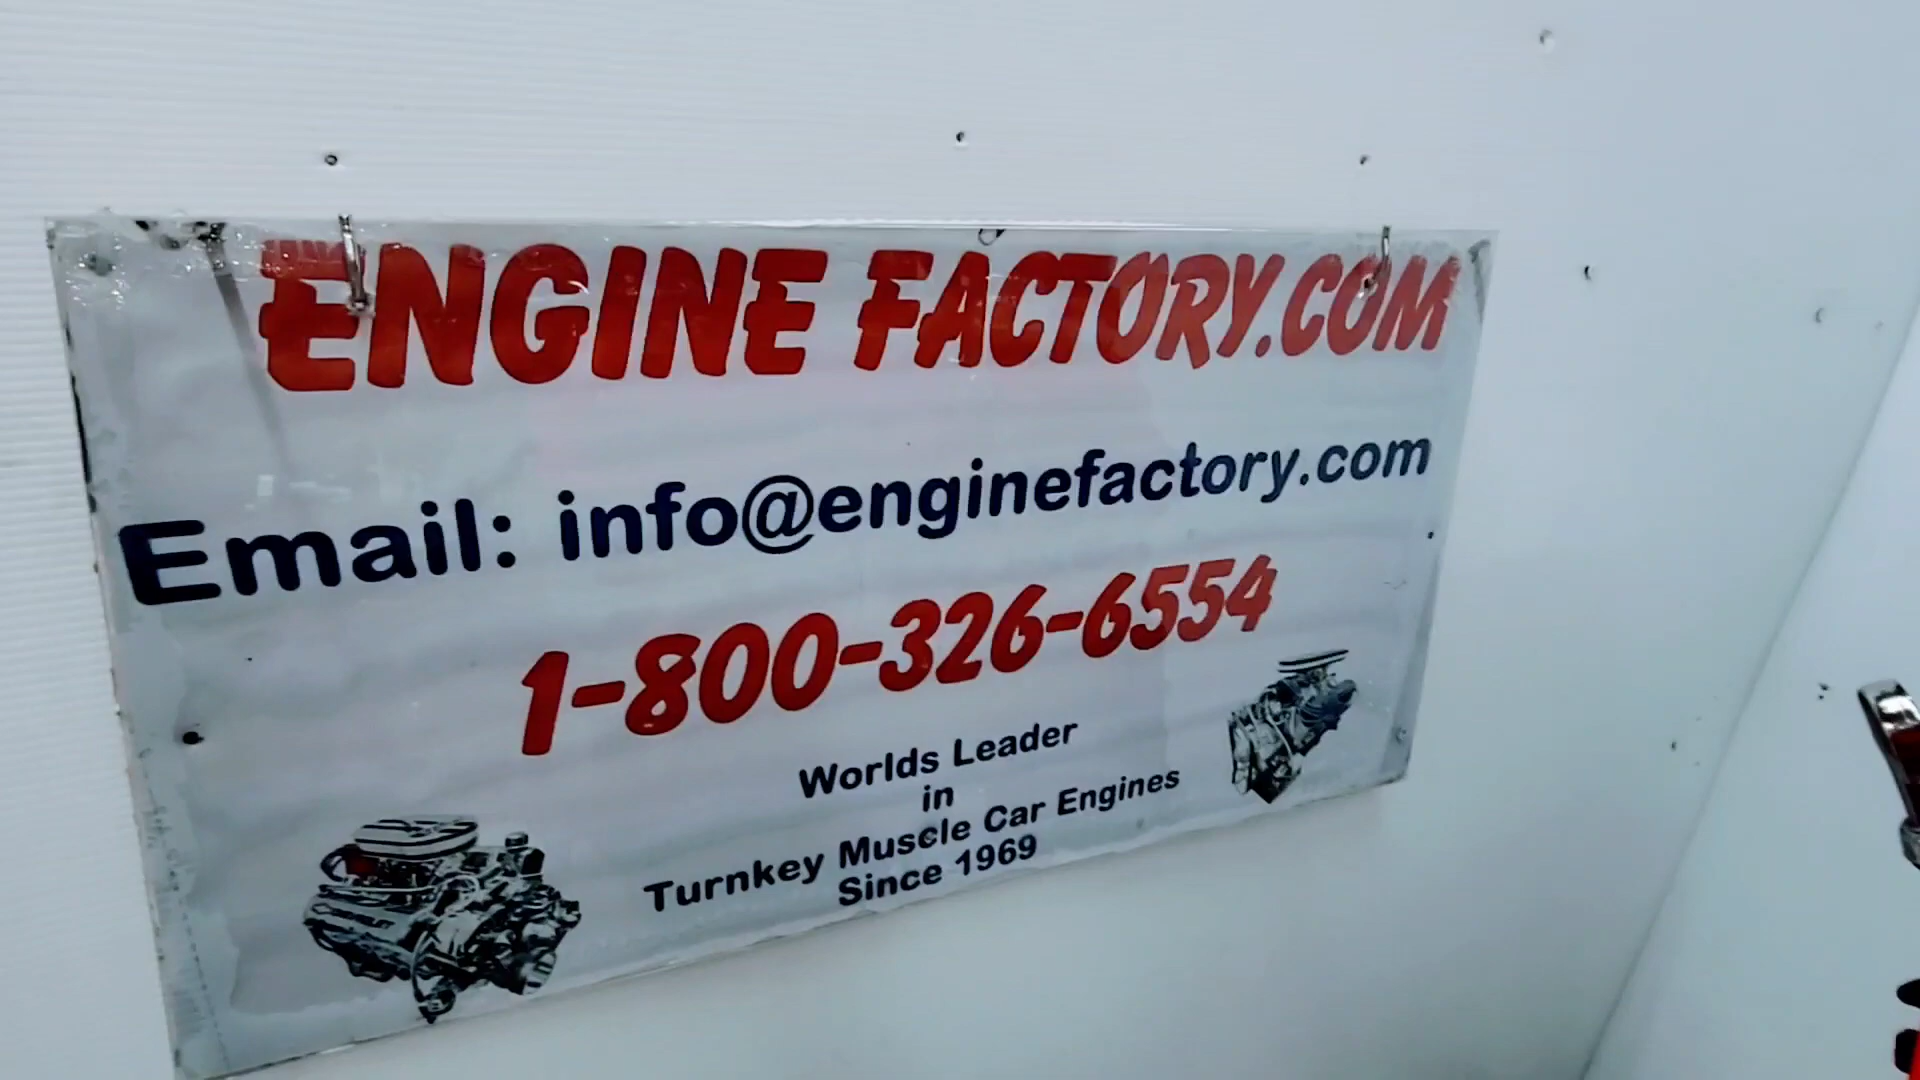 ENGINE FACTORY.COM
Email: info@enginefactory.com
1-800-326-6554
Worlds Leader
in
Turnkey Muscle Car Engines
Since 1969
CHEVROLET